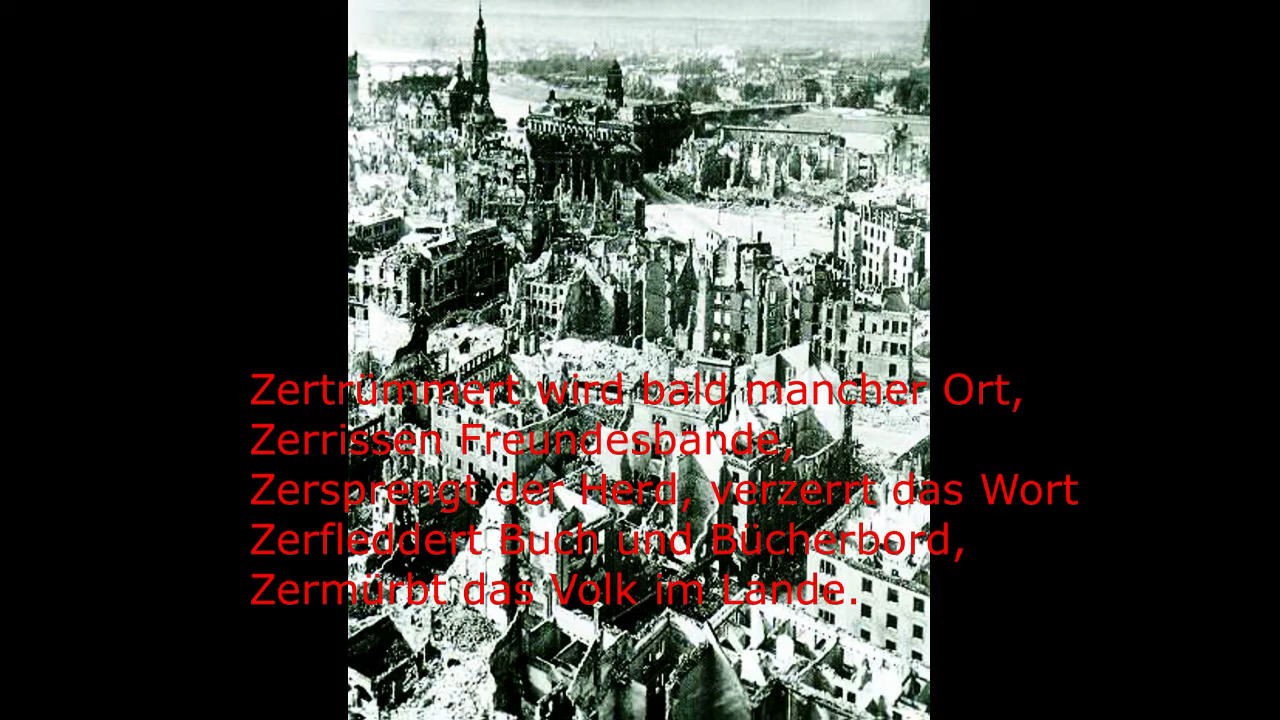 Zertrümmert wird bald mancher Ort,
Zerrissen Freundesbande,
Zersprengt der Herd, verzerrt das Wort
Zerfleddert Buch und Bücherbord,
Zermürbt das Volk im Lande.